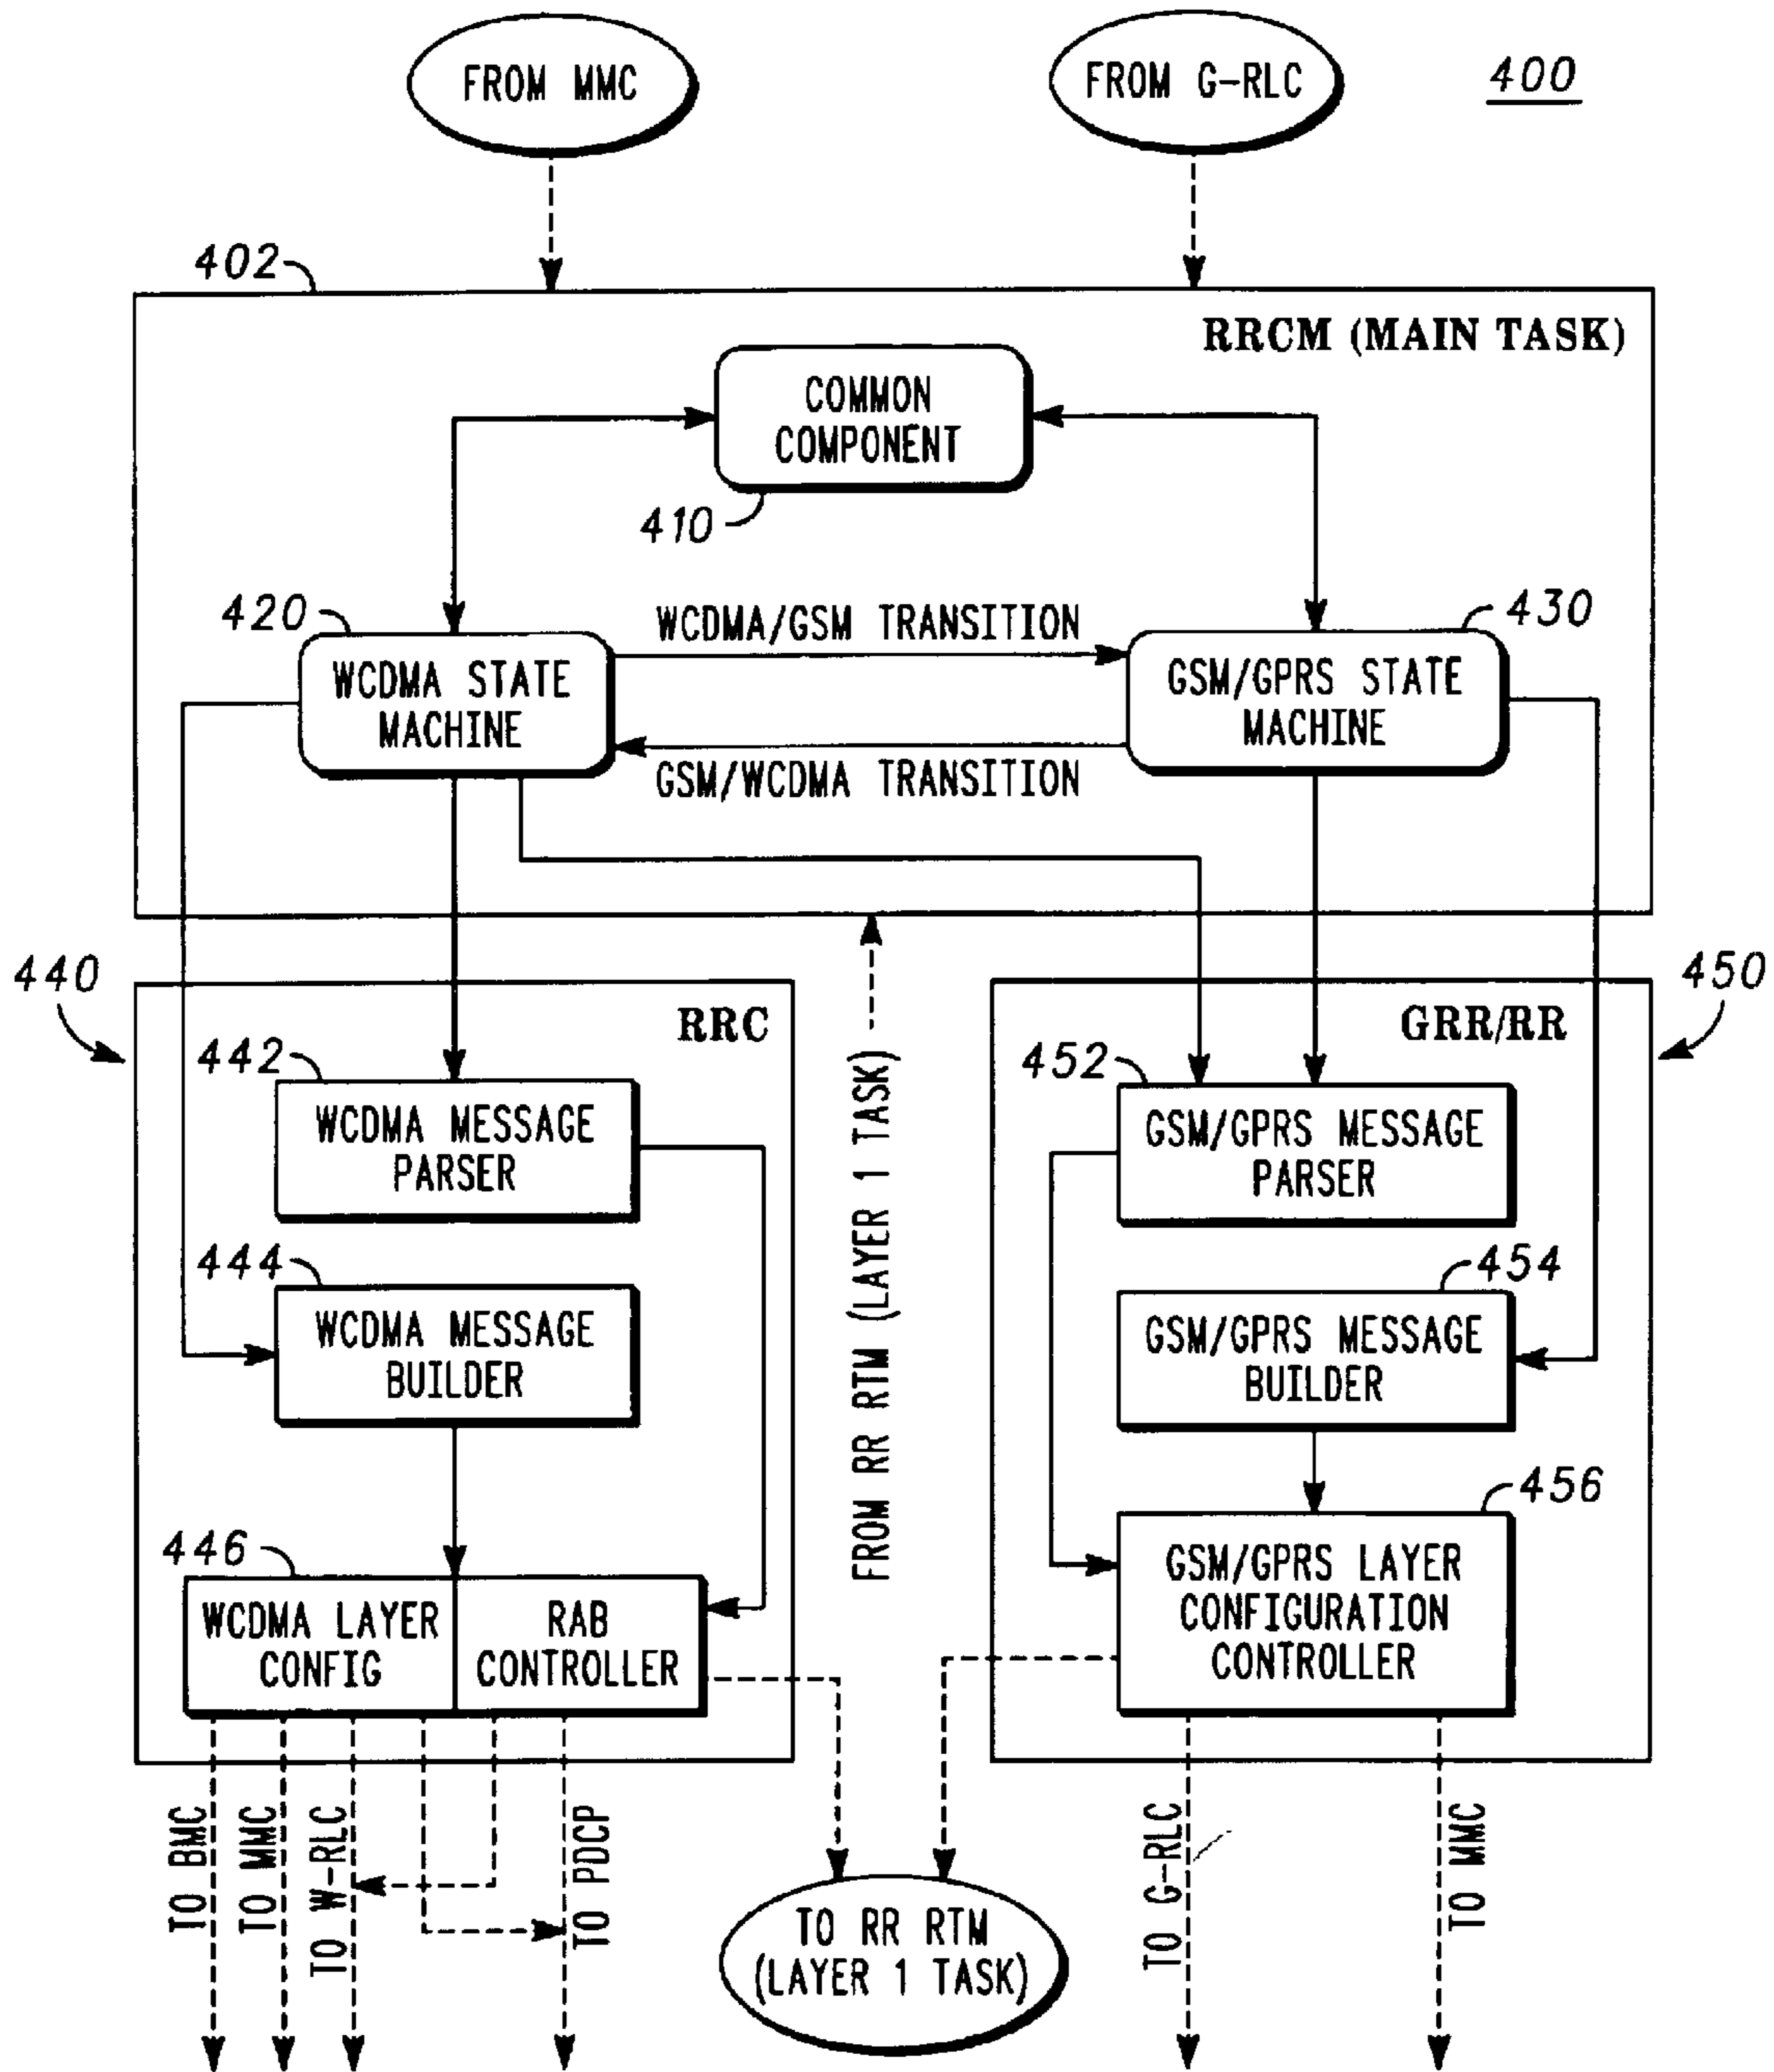 FROM MMC
FROM G-RLC
400
402
RRCM (MAIN TASK)
COMMON
COMPONENT
410
420
WCDMA/GSM TRANSITION
430
WCDMA STATE
MACHINE
GSM/GPRS STATE
MACHINE
GSM/WCDMA TRANSITION
440
RRC
442
WCDMA MESSAGE
PARSER
444
WCDMA MESSAGE
BUILDER
446
WCDMA LAYER
CONFIG
RAB
CONTROLLER
FROM RR RTM (LAYER 1 TASK)
450
GRR/RR
452
GSM/GPRS MESSAGE
PARSER
454
GSM/GPRS MESSAGE
BUILDER
456
GSM/GPRS LAYER
CONFIGURATION
CONTROLLER
TO BMC
TO MMC
TO W-RLC
TO PDCP
TO RR RTM
(LAYER 1 TASK)
TO G-RLC
TO MMC